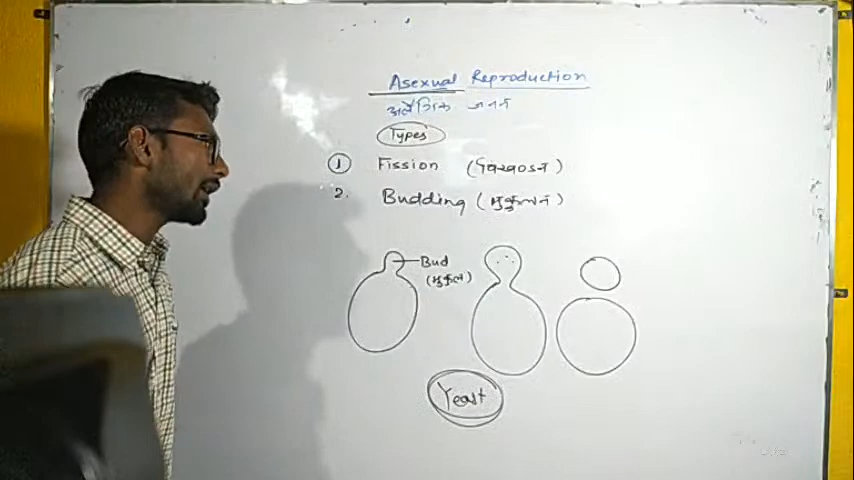 Asexual Reproduction
अलैंगिक जनन
Types
① Fission (विखण्डन)
2. Budding (मुकुलन)
Bud
(मुकुल)
Yeast